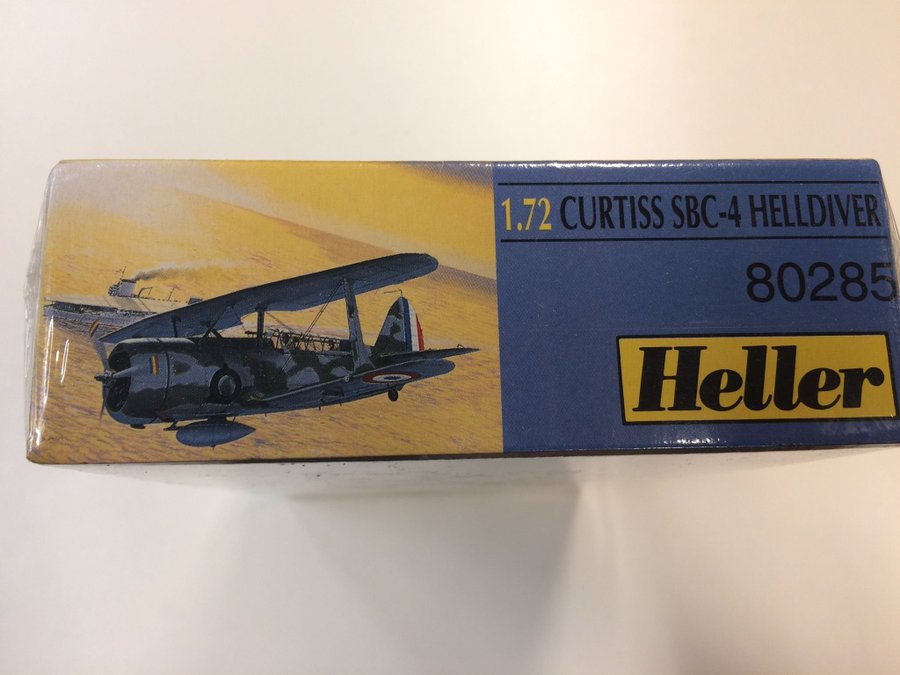 1.72 CURTISS SBC-4 HELLDIVER
80285
Heller